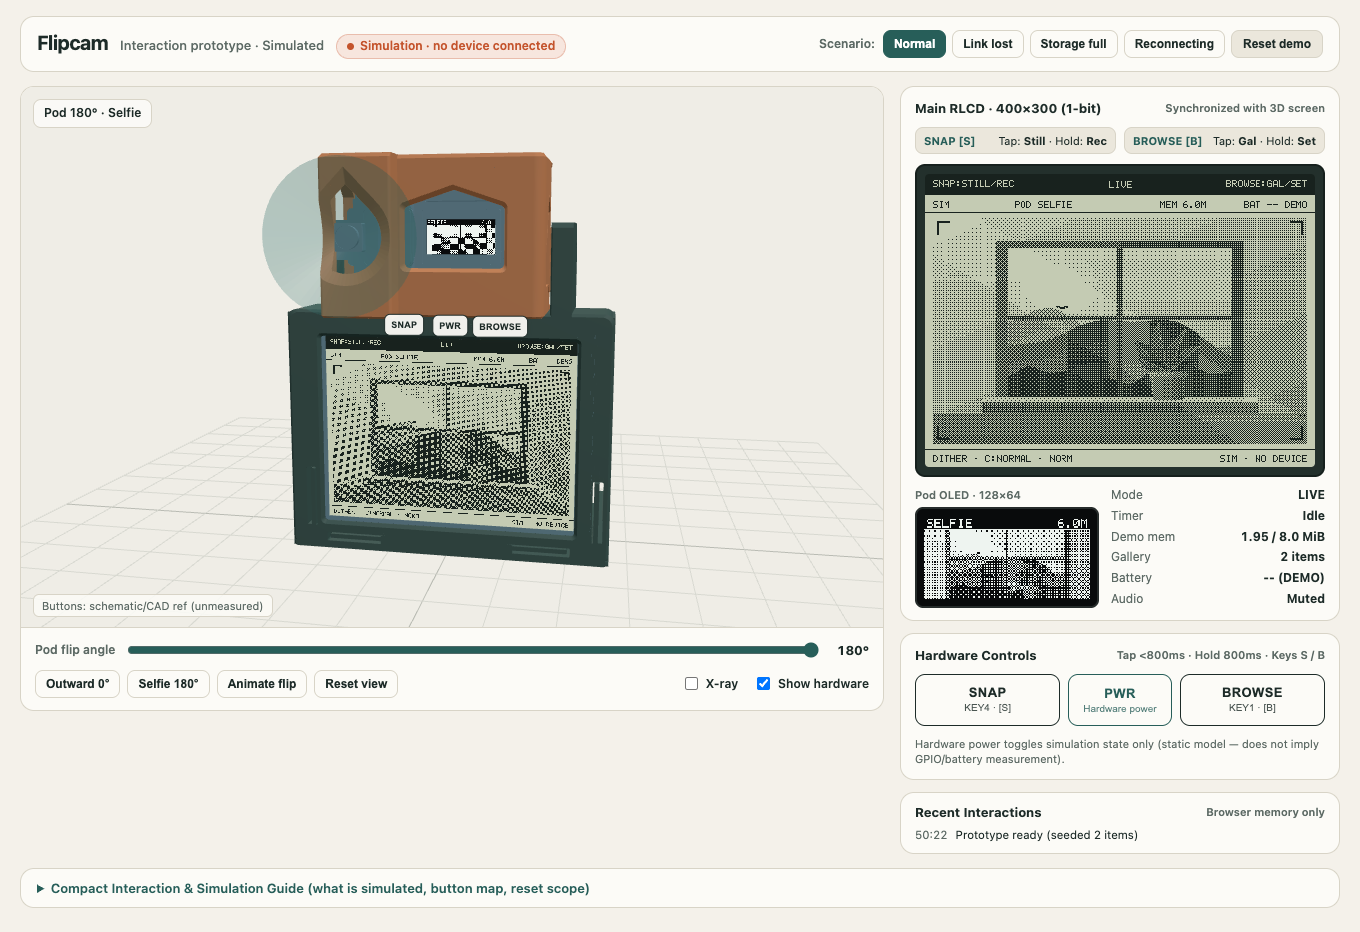 Flipcam Interaction prototype · Simulated Simulation · no device connected
Scenario: Normal Link lost Storage full Reconnecting Reset demo
Pod 180° · Selfie
SELFIE
SNAP PWR BROWSE
SNAP:STILL/REC
POD SELFIE
Buttons: schematic/CAD ref (unmeasured)
Pod flip angle 180°
Outward 0° Selfie 180° Animate flip Reset view X-ray Show hardware
Main RLCD · 400×300 (1-bit) Synchronized with 3D screen
SNAP [S] Tap: Still · Hold: Rec BROWSE [B] Tap: Gal · Hold: Set
SNAP:STILL/REC LIVE BROWSE:GAL/SET
SIM POD SELFIE MEM 6.0M BAT -- DEMO
DITHER · C:NORMAL · NORM SIM · NO DEVICE
Pod OLED · 128×64
SELFIE 6.0M
Mode LIVE
Timer Idle
Demo mem 1.95 / 8.0 MiB
Gallery 2 items
Battery -- (DEMO)
Audio Muted
Hardware Controls Tap <800ms · Hold 800ms · Keys S / B
SNAP PWR BROWSE
KEY4 · [S] Hardware power KEY1 · [B]
Hardware power toggles simulation state only (static model — does not imply
GPIO/battery measurement).
Recent Interactions Browser memory only
50:22 Prototype ready (seeded 2 items)
Compact Interaction & Simulation Guide (what is simulated, button map, reset scope)